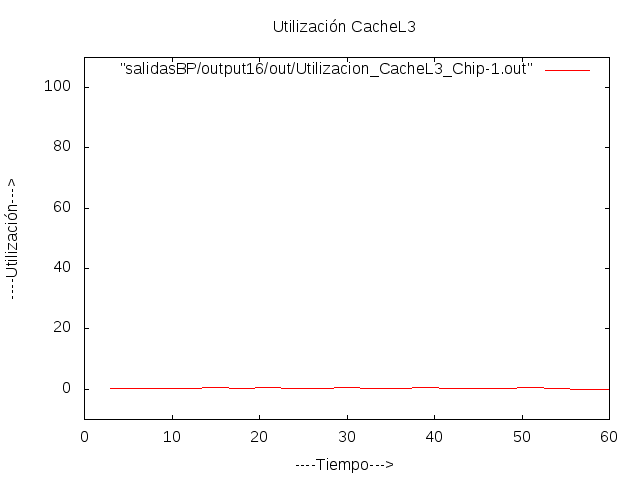 Utilización CacheL3
"salidasBP/output16/out/Utilizacion_CacheL3_Chip-1.out"
100
80
60
40
20
0
----Utilización--->
0 10 20 30 40 50 60
----Tiempo--->